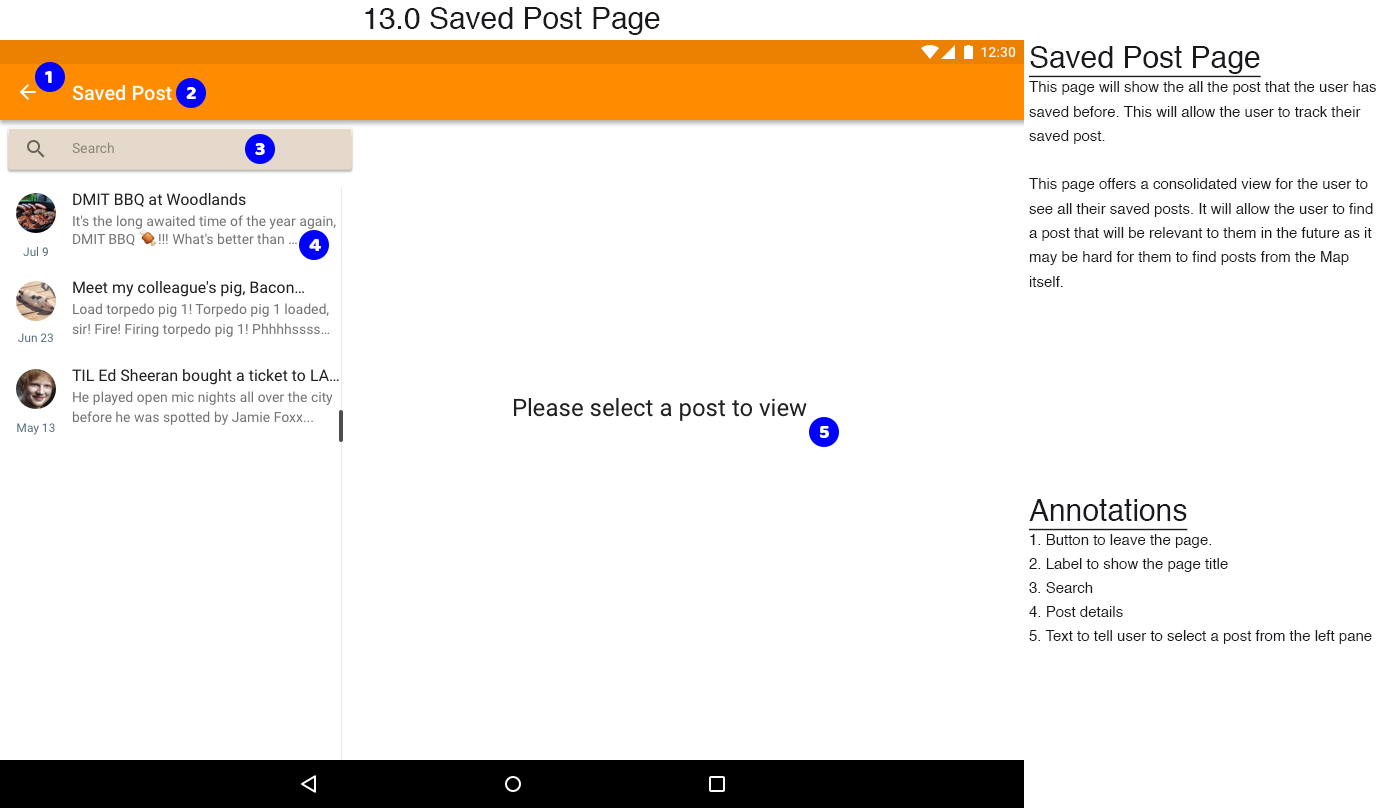 13.0 Saved Post Page
12:30
1
Saved Post 2
Search 3
DMIT BBQ at Woodlands
It's the long awaited time of the year again,
DMIT BBQ 🍖!!! What's better than ...
4
Jul 9
Meet my colleague's pig, Bacon...
Load torpedo pig 1! Torpedo pig 1 loaded,
sir! Fire! Firing torpedo pig 1! Phhhhssss...
Jun 23
TIL Ed Sheeran bought a ticket to LA...
He played open mic nights all over the city
before he was spotted by Jamie Foxx...
May 13
Please select a post to view
5
Saved Post Page
This page will show the all the post that the user has
saved before. This will allow the user to track their
saved post.
This page offers a consolidated view for the user to
see all their saved posts. It will allow the user to find
a post that will be relevant to them in the future as it
may be hard for them to find posts from the Map
itself.
Annotations
1. Button to leave the page.
2. Label to show the page title
3. Search
4. Post details
5. Text to tell user to select a post from the left pane